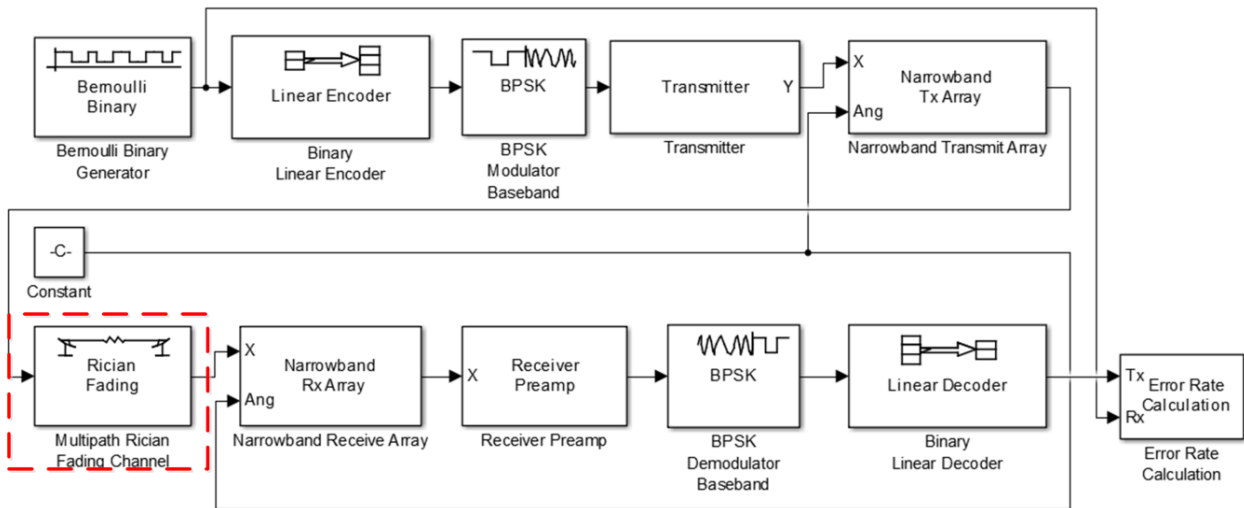 Bernoulli
Binary
Bernoulli Binary
Generator
Linear Encoder
Binary
Linear Encoder
BPSK
BPSK
Modulator
Baseband
Transmitter
Y
Transmitter
X
Ang
Narrowband
Tx Array
Narrowband Transmit Array
-C-
Constant
Rician
Fading
Multipath Rician
Fading Channel
X
Ang
Narrowband
Rx Array
Narrowband Receive Array
X
Receiver
Preamp
Receiver Preamp
BPSK
BPSK
Demodulator
Baseband
Linear Decoder
Binary
Linear Decoder
Tx
Rx
Error Rate
Calculation
Error Rate
Calculation